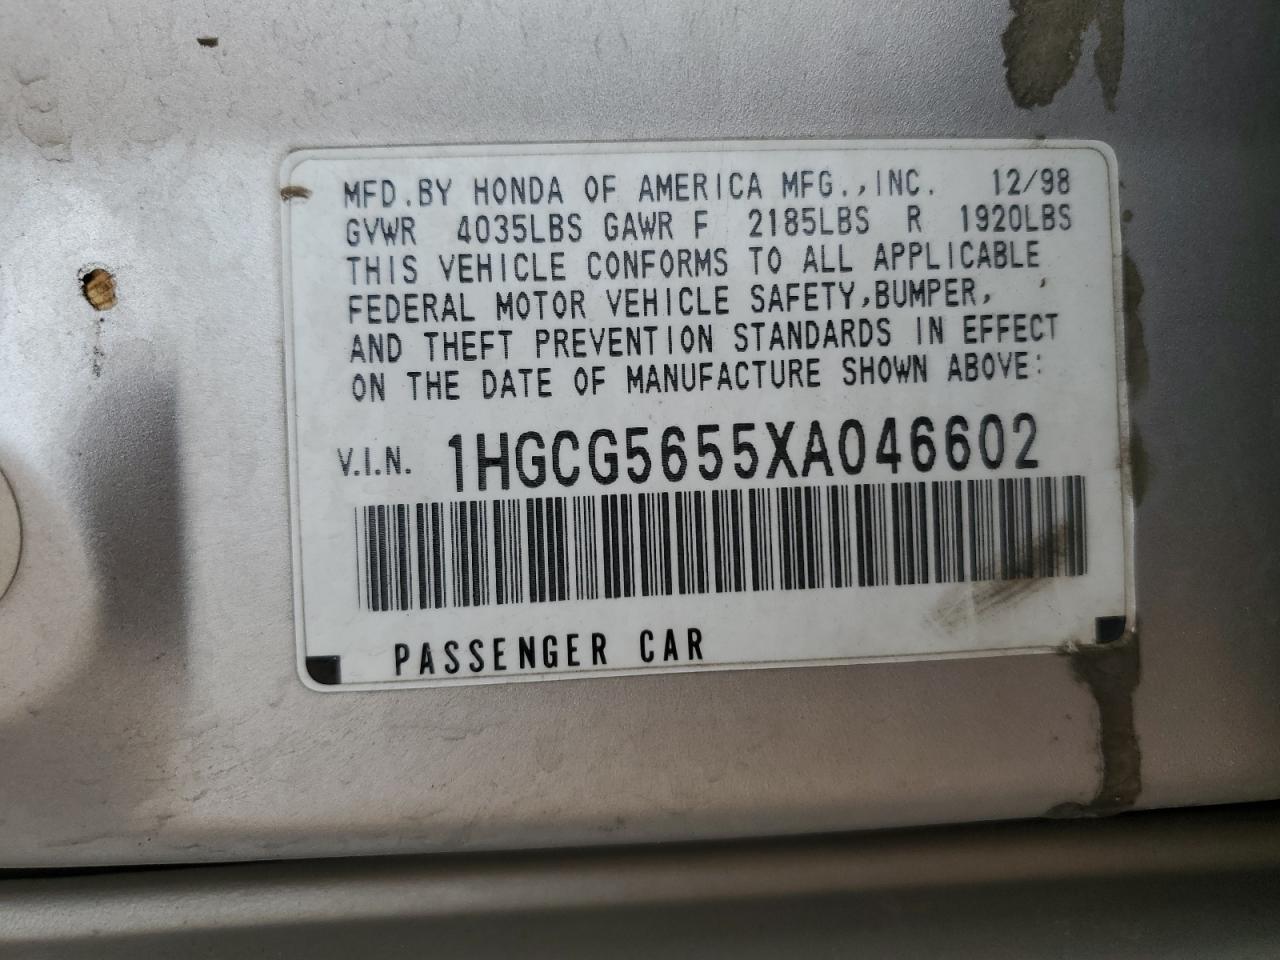 MFD.BY HONDA OF AMERICA MFG.,INC. 12/98
GVWR 4035LBS GAWR F 2185LBS R 1920LBS
THIS VEHICLE CONFORMS TO ALL APPLICABLE
FEDERAL MOTOR VEHICLE SAFETY,BUMPER,
AND THEFT PREVENTION STANDARDS IN EFFECT
ON THE DATE OF MANUFACTURE SHOWN ABOVE:
V.I.N. 1HGCG5655XA046602
PASSENGER CAR